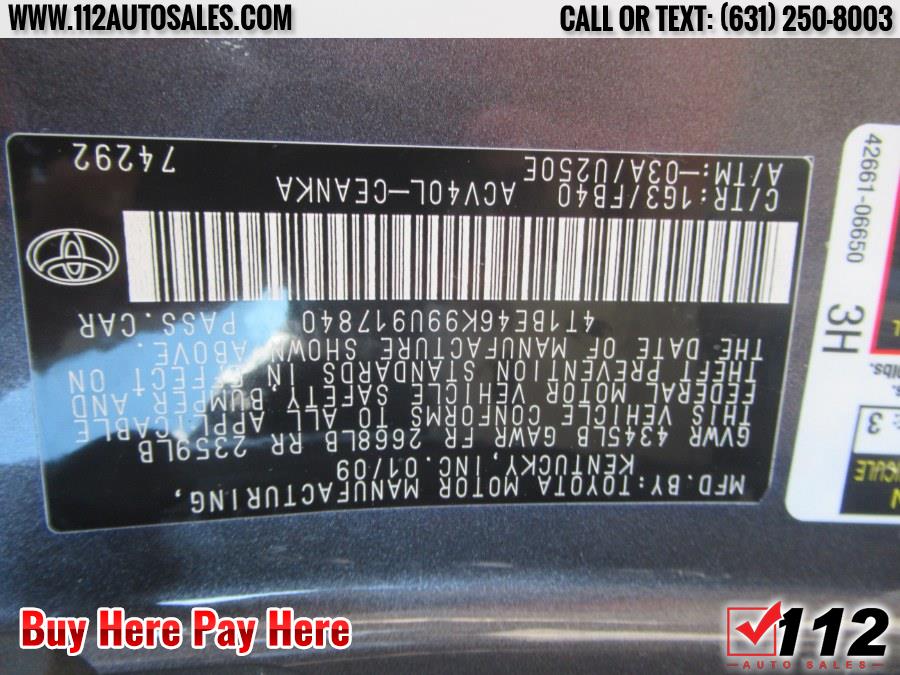 WWW.112AUTOSALES.COM
CALL OR TEXT: (631) 250-8003
MFD.BY:TOYOTA MOTOR MANUFACTURING,
KENTUCKY,INC.01/09
GVWR 4345LB GAWR FR 2668LB RR 2359LB
THIS VEHICLE CONFORMS TO ALL APPLICABLE
FEDERAL MOTOR VEHICLE SAFETY BUMPER AND
THEFT PREVENTION STANDARDS IN EFFECT ON
THE DATE OF MANUFACTURE SHOWN ABOVE.
4T1BE46K99U917840 PASS.CAR
ACV40L-CEANKA
C/TR:1G3/FB40
A/TM:-03A/U250E
74292
42661-06650
3H
3
Buy Here Pay Here
112
AUTO SALES